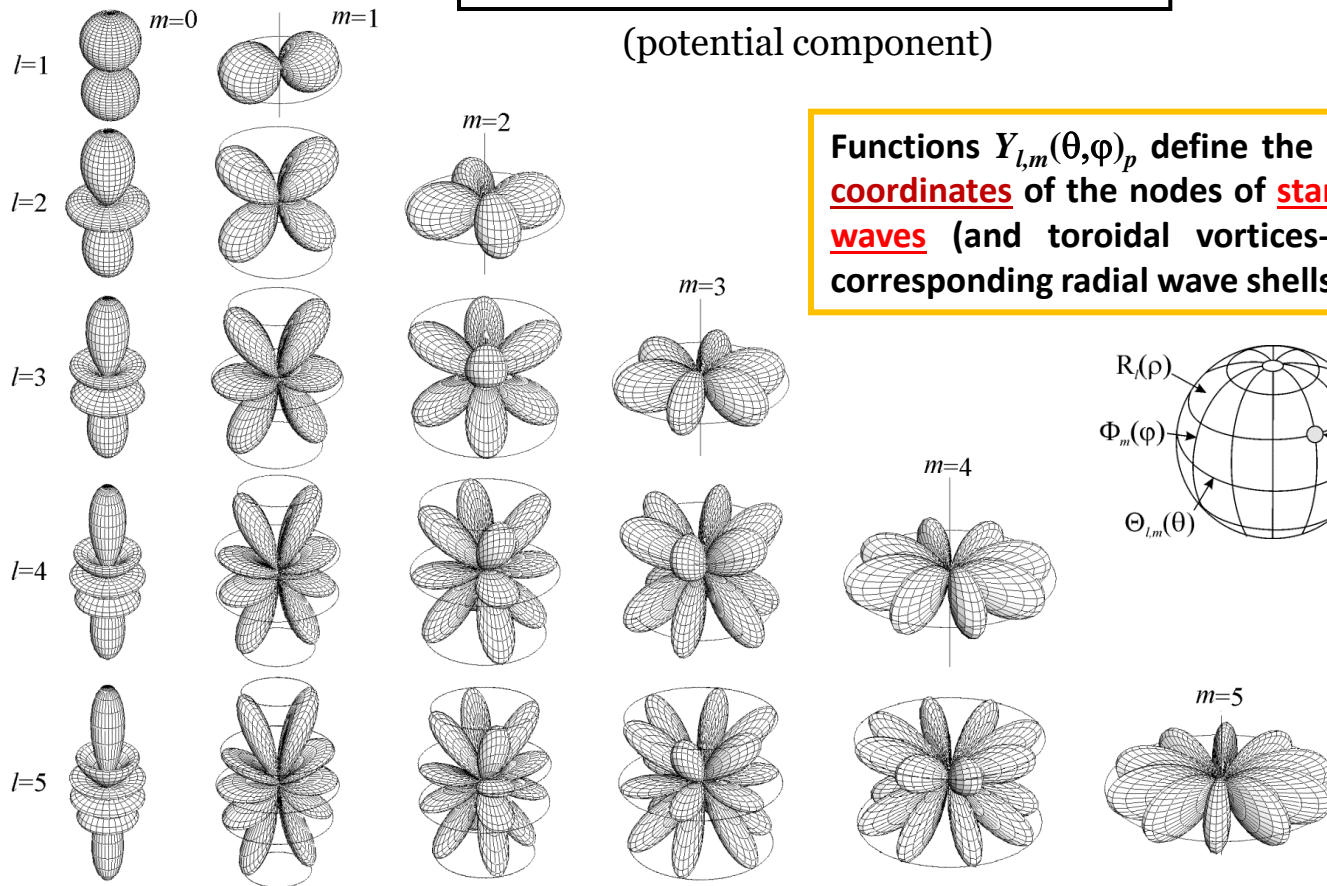 m=0
m=1
(potential component)
l=1
m=2
Functions Y_{l,m}(θ,φ)_p define the
coordinates of the nodes of
waves (and toroidal vortices-
corresponding radial wave shells
l=2
m=3
l=3
R_l(ρ)
Φ_m(φ)
Θ_{l,m}(θ)
m=4
l=4
m=5
l=5